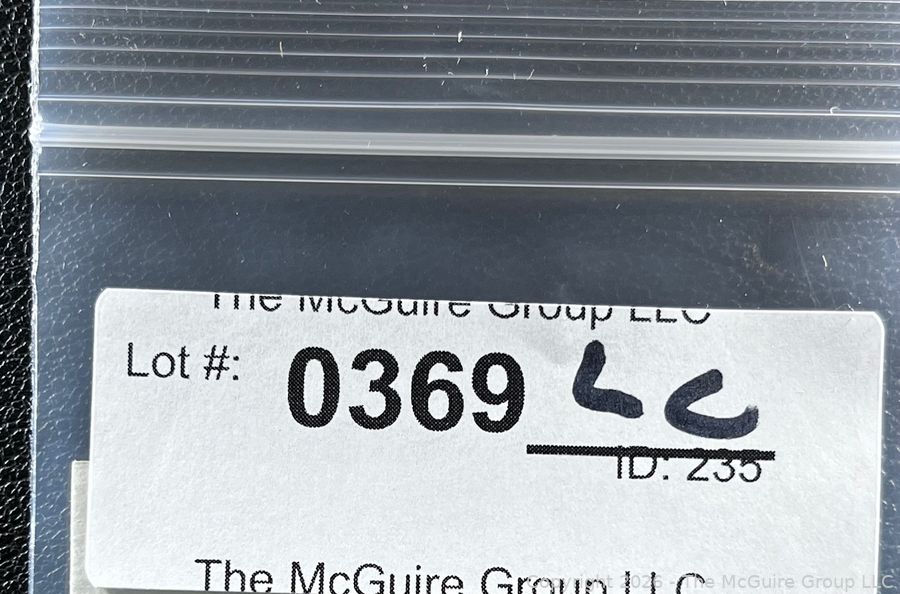 The McGuire Group LLC
Lot #: 0369 LC
ID: 235
The McGuire Group LLC
Copyright 2026 - The McGuire Group LLC